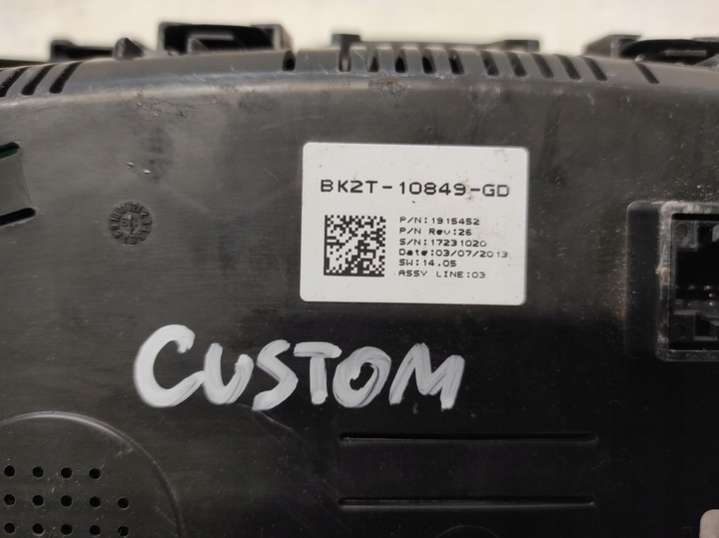 BK2T-10849-GD
P/N:1915452
P/N Rev:26
S/N:17231020
Date:03/07/2013
SW:14.05
ASSY LINE:03
CUSTOM